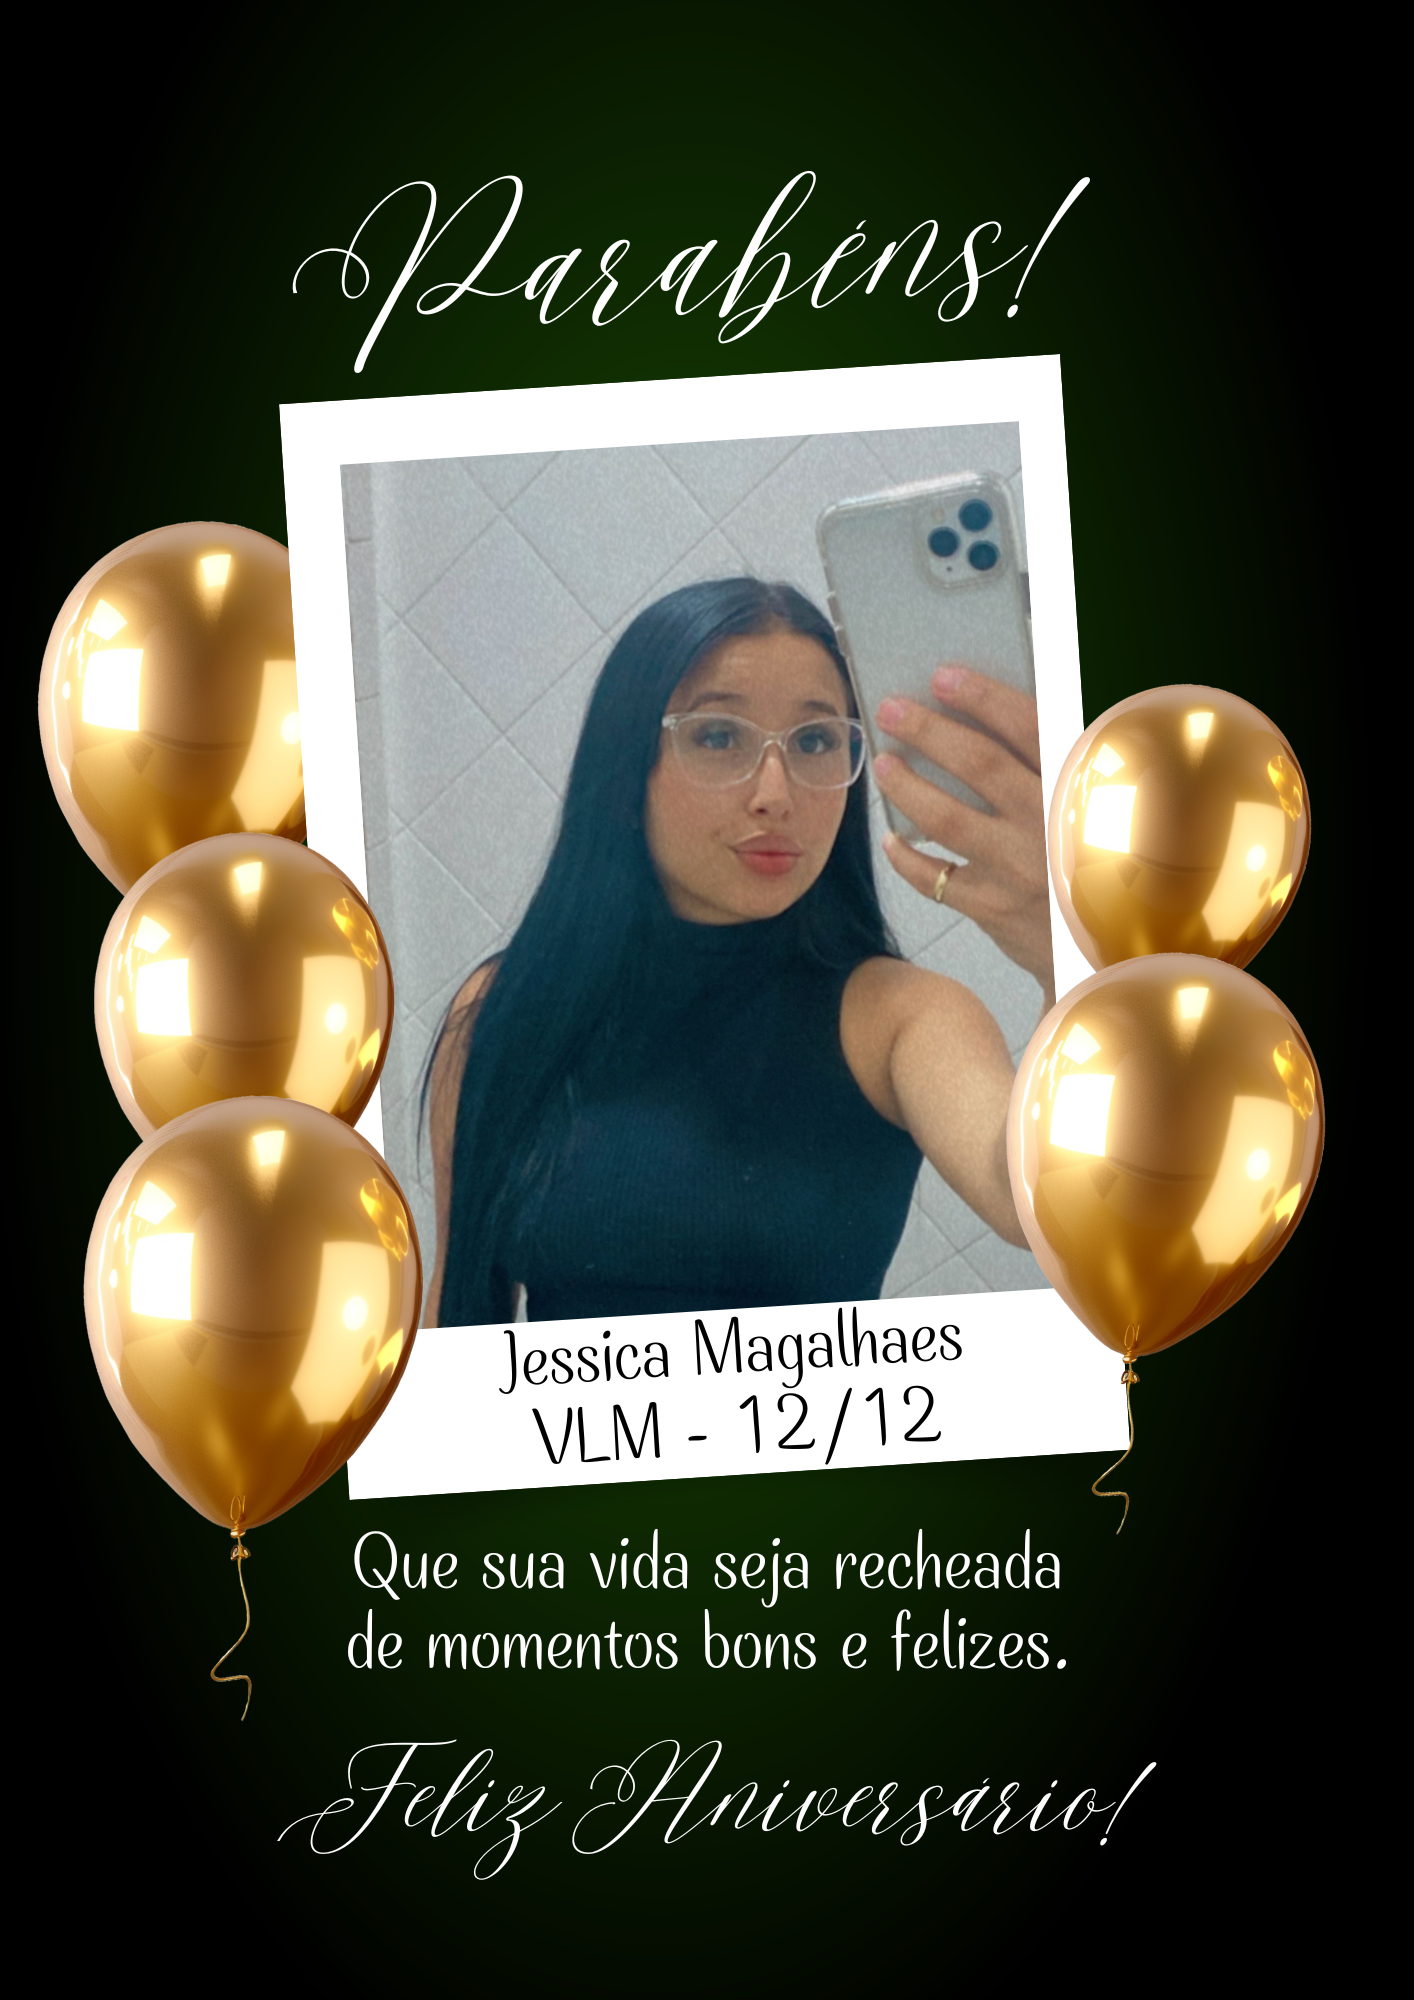 Parabéns!
Jessica Magalhaes
VLM - 12/12
Que sua vida seja recheada
de momentos bons e felizes.
Feliz Aniversário!